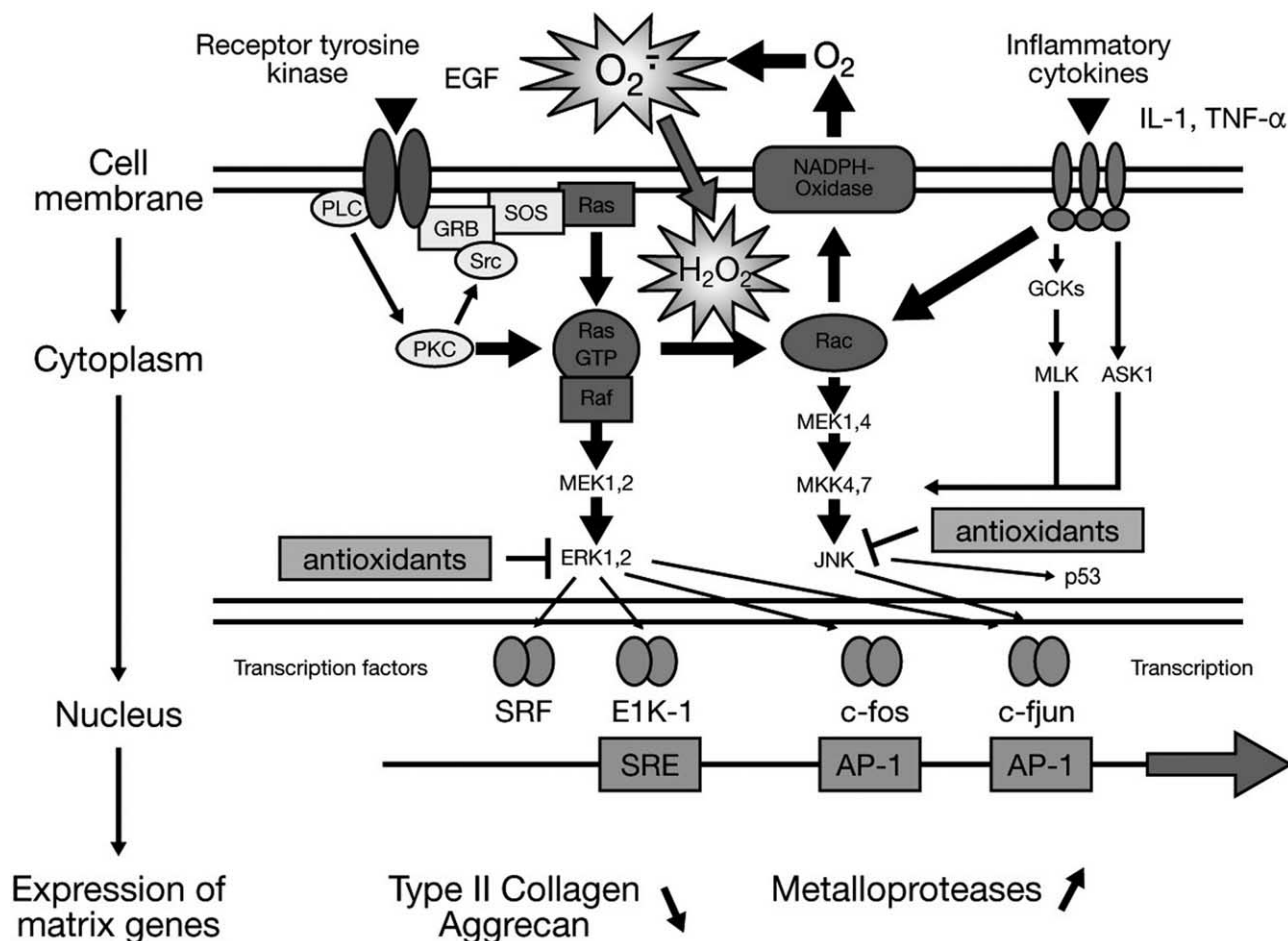 Receptor tyrosine
kinase
EGF
O2∸
O2
Inflammatory
cytokines
IL-1, TNF-α
Cell
membrane
NADPH-
Oxidase
PLC
GRB
SOS
Ras
Src
H2O2
GCKs
Cytoplasm
PKC
Ras
GTP
Raf
Rac
MLK
ASK1
MEK1,4
MEK1,2
MKK4,7
antioxidants
ERK1,2
JNK
antioxidants
p53
Transcription factors
Transcription
Nucleus
SRF
E1K-1
c-fos
c-fjun
SRE
AP-1
AP-1
Expression of
matrix genes
Type II Collagen
Aggrecan
Metalloproteases